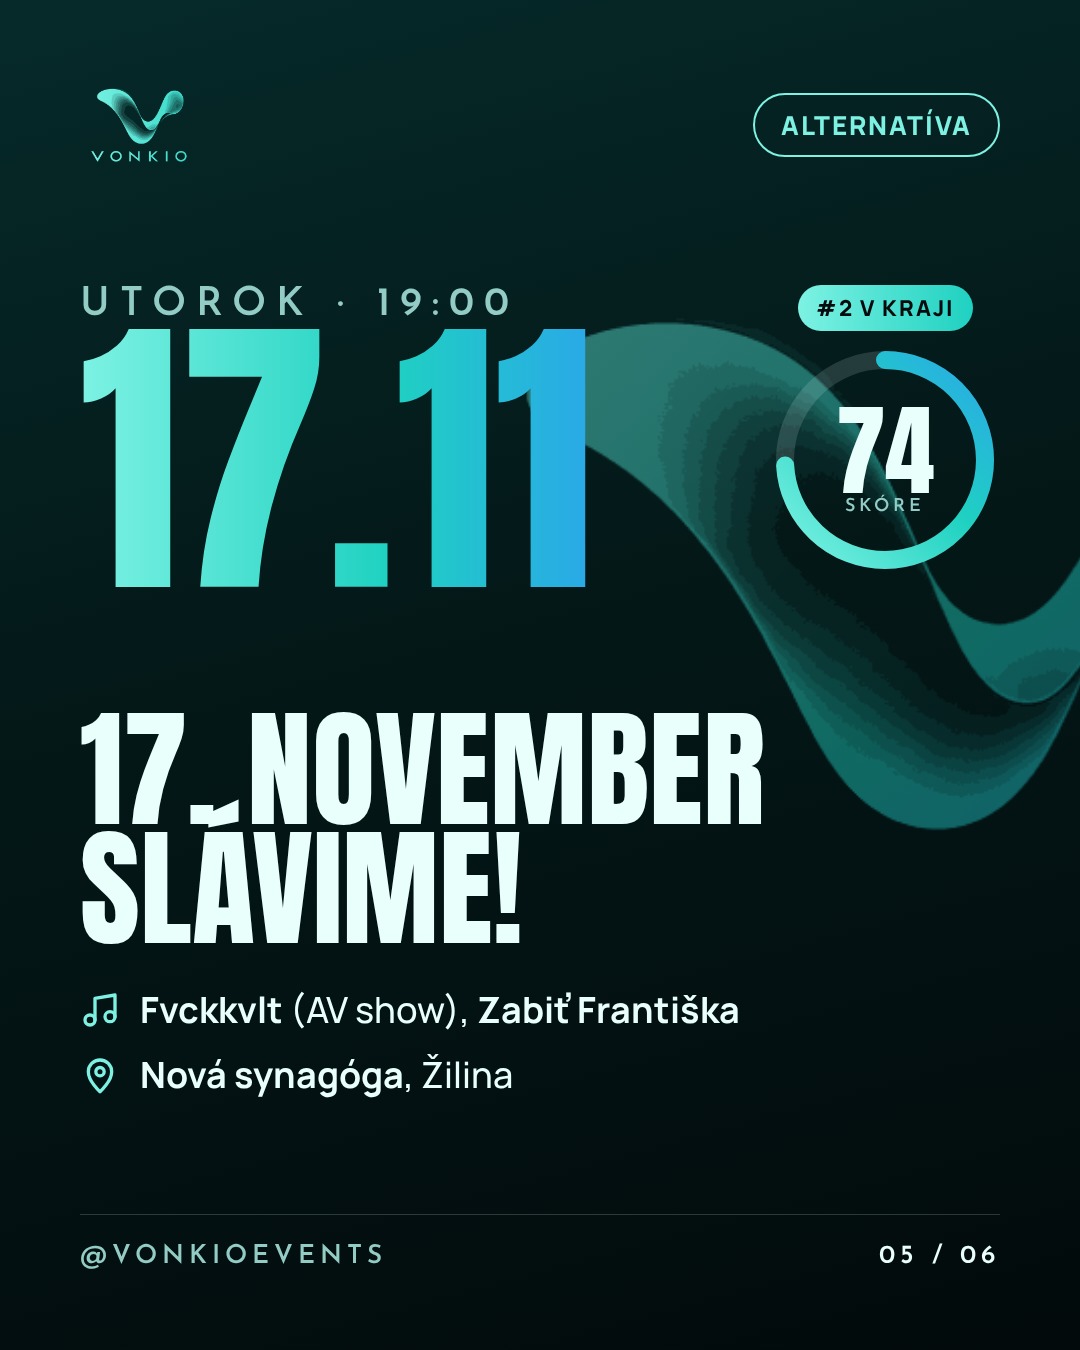 VONKIO
ALTERNATÍVA
UTOROK · 19:00
#2 V KRAJI
17.11
74
SKÓRE
17. NOVEMBER
SLÁVIME!
Fvckkvlt (AV show), Zabiť Františka
Nová synagóga, Žilina
@VONKIOEVENTS
05 / 06